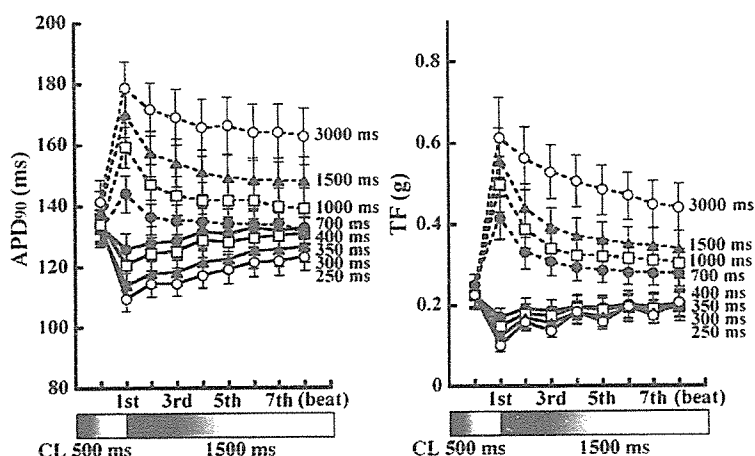 200
180
160
140
120
100
80
APD90 (ms)
3000 ms
1500 ms
1000 ms
700 ms
400 ms
350 ms
300 ms
250 ms
1st 3rd 5th 7th (beat)
CL 500 ms 1500 ms
0.8
0.6
0.4
0.2
0
TF (g)
3000 ms
1500 ms
1000 ms
700 ms
400 ms
350 ms
300 ms
250 ms
1st 3rd 5th 7th (beat)
CL 500 ms 1500 ms